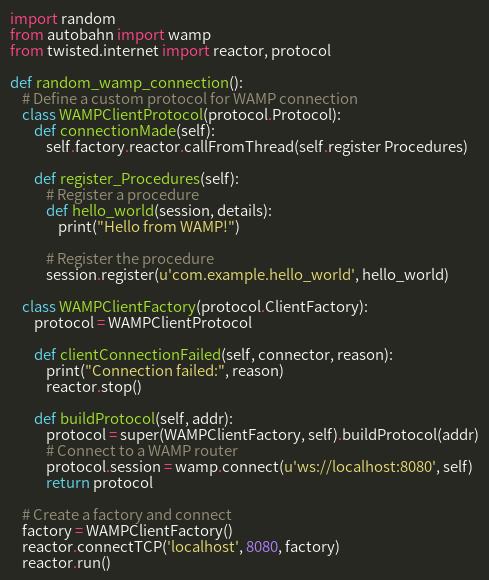 import random
from autobahn import wamp
from twisted.internet import reactor, protocol
def random_wamp_connection():
# Define a custom protocol for WAMP connection
class WAMPClientProtocol(protocol.Protocol):
def connectionMade(self):
self.factory.reactor.callFromThread(self.register Procedures)
def register_Procedures(self):
# Register a procedure
def hello_world(session, details):
print("Hello from WAMP!")
# Register the procedure
session.register(u'com.example.hello_world', hello_world)
class WAMPClientFactory(protocol.ClientFactory):
protocol = WAMPClientProtocol
def clientConnectionFailed(self, connector, reason):
print("Connection failed:", reason)
reactor.stop()
def buildProtocol(self, addr):
protocol = super(WAMPClientFactory, self).buildProtocol(addr)
# Connect to a WAMP router
protocol.session = wamp.connect(u'ws://localhost:8080', self)
return protocol
# Create a factory and connect
factory = WAMPClientFactory()
reactor.connectTCP('localhost', 8080, factory)
reactor.run()